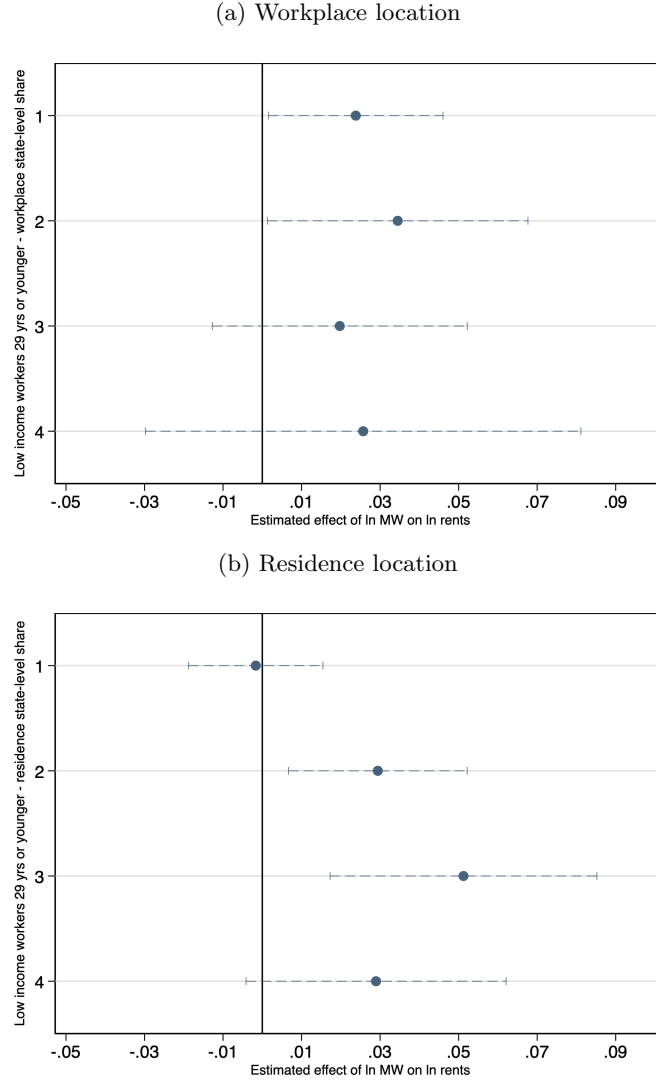 (a) Workplace location
Low income workers 29 yrs or younger - workplace state-level share
1
2
3
4
-.05 -.03 -.01 .01 .03 .05 .07 .09
Estimated effect of ln MW on ln rents
(b) Residence location
Low income workers 29 yrs or younger - residence state-level share
1
2
3
4
-.05 -.03 -.01 .01 .03 .05 .07 .09
Estimated effect of ln MW on ln rents